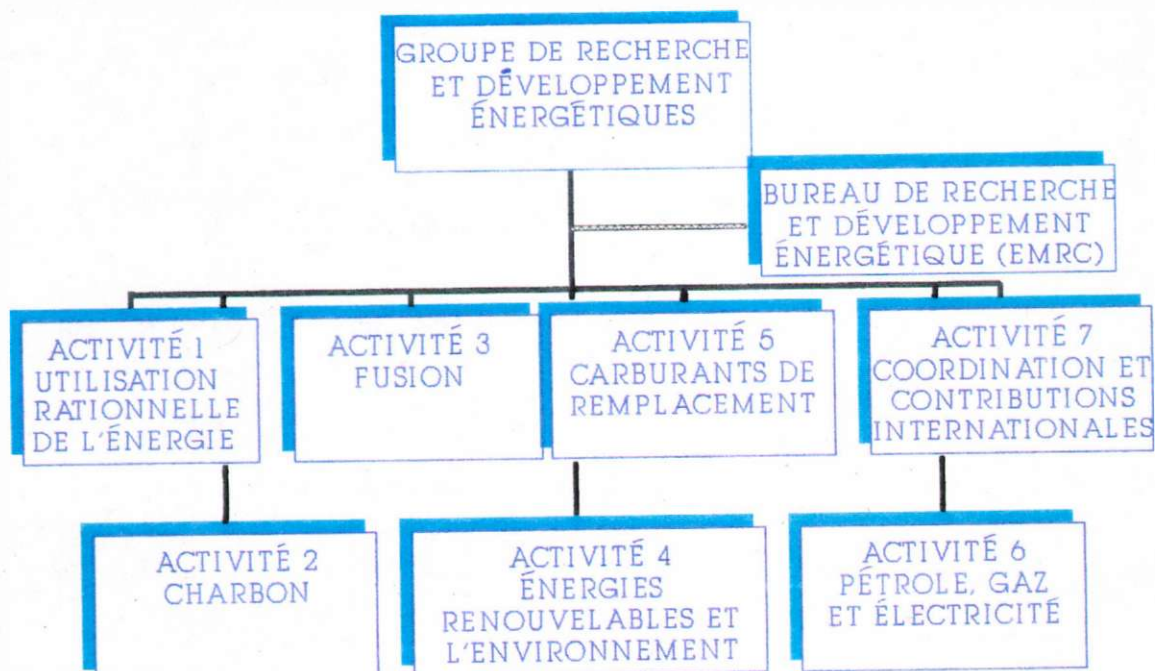 GROUPE DE RECHERCHE
ET DÉVELOPPEMENT
ÉNERGÉTIQUES
BUREAU DE RECHERCHE
ET DÉVELOPPEMENT
ÉNERGÉTIQUE (EMRC)
ACTIVITÉ 1
UTILISATION
RATIONNELLE
DE L'ÉNERGIE
ACTIVITÉ 3
FUSION
ACTIVITÉ 5
CARBURANTS DE
REMPLACEMENT
ACTIVITÉ 7
COORDINATION ET
CONTRIBUTIONS
INTERNATIONALES
ACTIVITÉ 2
CHARBON
ACTIVITÉ 4
ÉNERGIES
RENOUVELABLES ET
L'ENVIRONNEMENT
ACTIVITÉ 6
PÉTROLE, GAZ
ET ÉLECTRICITÉ